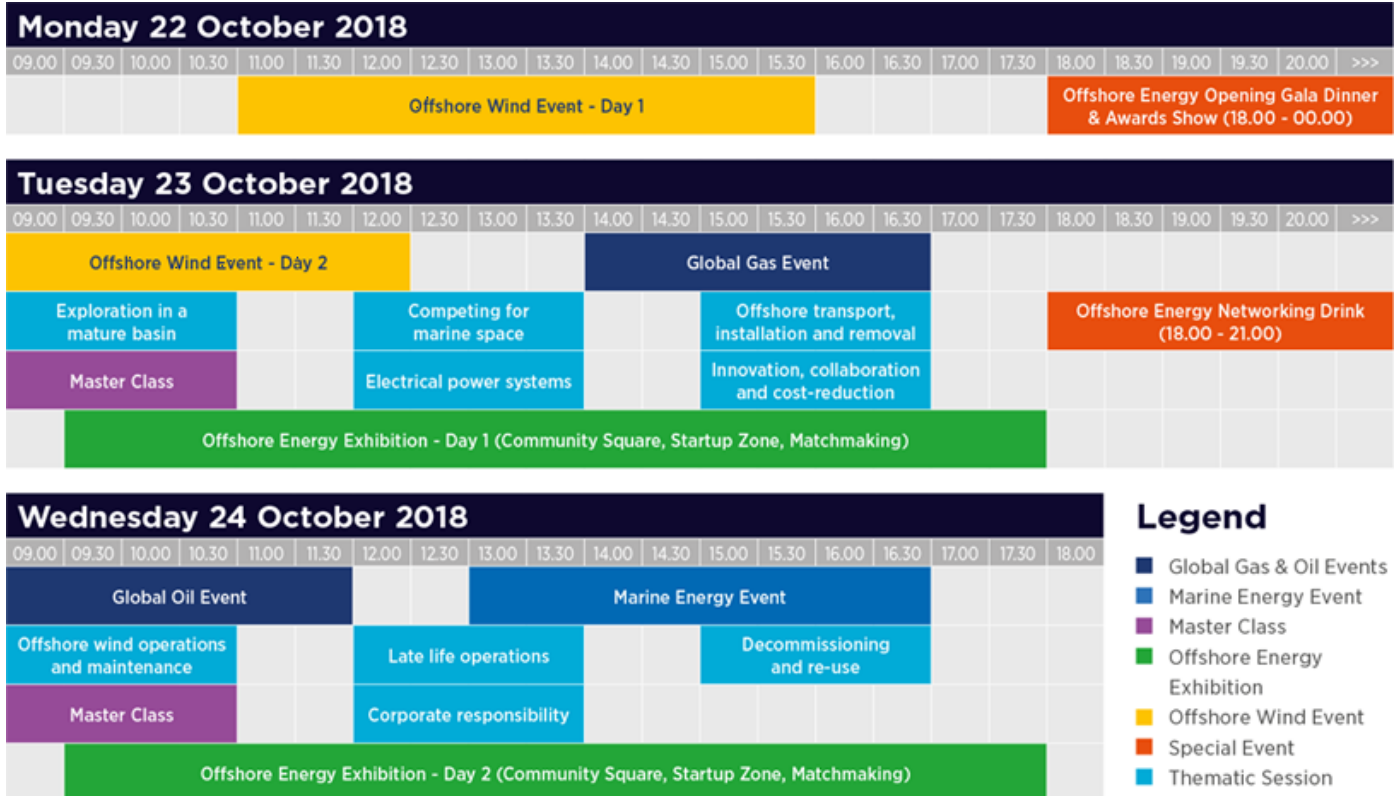 Monday 22 October 2018
09.00 09.30 10.00 10.30 11.00 11.30 12.00 12.30 13.00 13.30 14.00 14.30 15.00 15.30 16.00 16.30 17.00 17.30 18.00 18.30 19.00 19.30 20.00 >>>
Offshore Wind Event - Day 1
Offshore Energy Opening Gala Dinner
& Awards Show (18.00 - 00.00)
Tuesday 23 October 2018
09.00 09.30 10.00 10.30 11.00 11.30 12.00 12.30 13.00 13.30 14.00 14.30 15.00 15.30 16.00 16.30 17.00 17.30 18.00 18.30 19.00 19.30 20.00 >>>
Offshore Wind Event - Day 2
Global Gas Event
Exploration in a
mature basin
Competing for
marine space
Offshore transport,
installation and removal
Offshore Energy Networking Drink
(18.00 - 21.00)
Master Class
Electrical power systems
Innovation, collaboration
and cost-reduction
Offshore Energy Exhibition - Day 1 (Community Square, Startup Zone, Matchmaking)
Wednesday 24 October 2018
09.00 09.30 10.00 10.30 11.00 11.30 12.00 12.30 13.00 13.30 14.00 14.30 15.00 15.30 16.00 16.30 17.00 17.30 18.00
Global Oil Event
Marine Energy Event
Offshore wind operations
and maintenance
Late life operations
Decommissioning
and re-use
Master Class
Corporate responsibility
Offshore Energy Exhibition - Day 2 (Community Square, Startup Zone, Matchmaking)
Legend
Global Gas & Oil Events
Marine Energy Event
Master Class
Offshore Energy
Exhibition
Offshore Wind Event
Special Event
Thematic Session